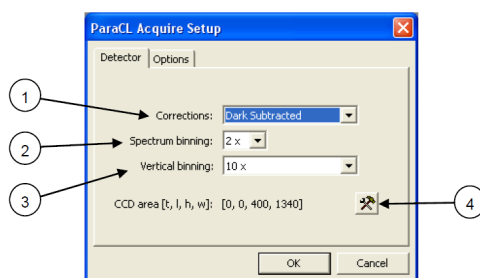 ParaCL Acquire Setup
Detector Options
1
Corrections: Dark Subtracted
2
Spectrum binning: 2 x
3
Vertical binning: 10 x
CCD area [t, l, h, w]: [0, 0, 400, 1340]
4
OK Cancel